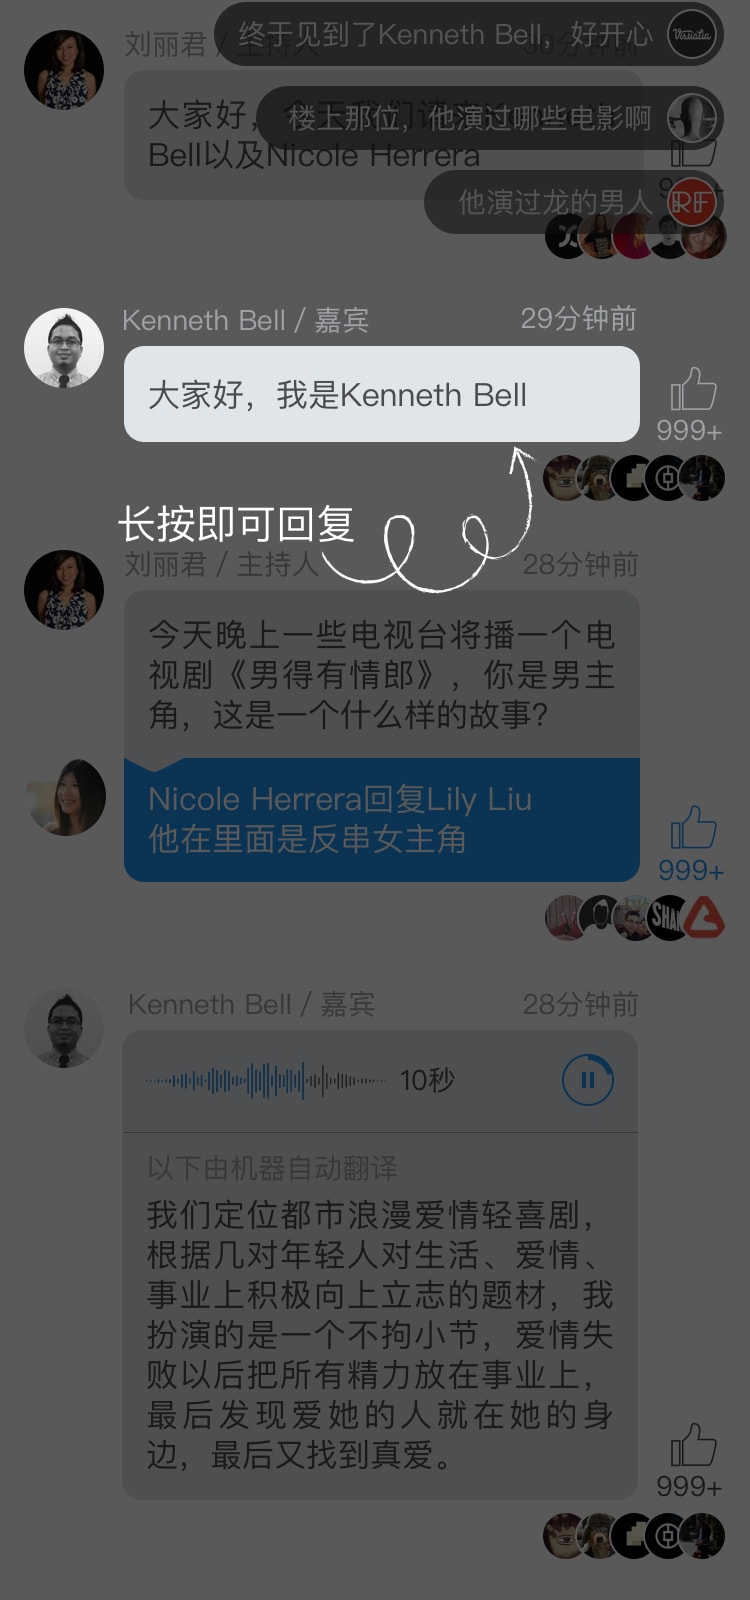 终于见到了Kenneth Bell，好开心
刘丽君 / 主持人
30分钟前
楼上那位，他演过哪些电影啊
大家好，今天我们请来
Bell以及Nicole Herrera
999+
他演过龙的男人
RF
Kenneth Bell / 嘉宾
29分钟前
大家好，我是Kenneth Bell
999+
长按即可回复
刘丽君 / 主持人
28分钟前
今天晚上一些电视台将播一个电
视剧《男得有情郎》，你是男主
角，这是一个什么样的故事？
Nicole Herrera回复Lily Liu
他在里面是反串女主角
999+
SHA
Kenneth Bell / 嘉宾
28分钟前
10秒
以下由机器自动翻译
我们定位都市浪漫爱情轻喜剧，
根据几对年轻人对生活、爱情、
事业上积极向上立志的题材，我
扮演的是一个不拘小节，爱情失
败以后把所有精力放在事业上，
最后发现爱她的人就在她的身
边，最后又找到真爱。
999+